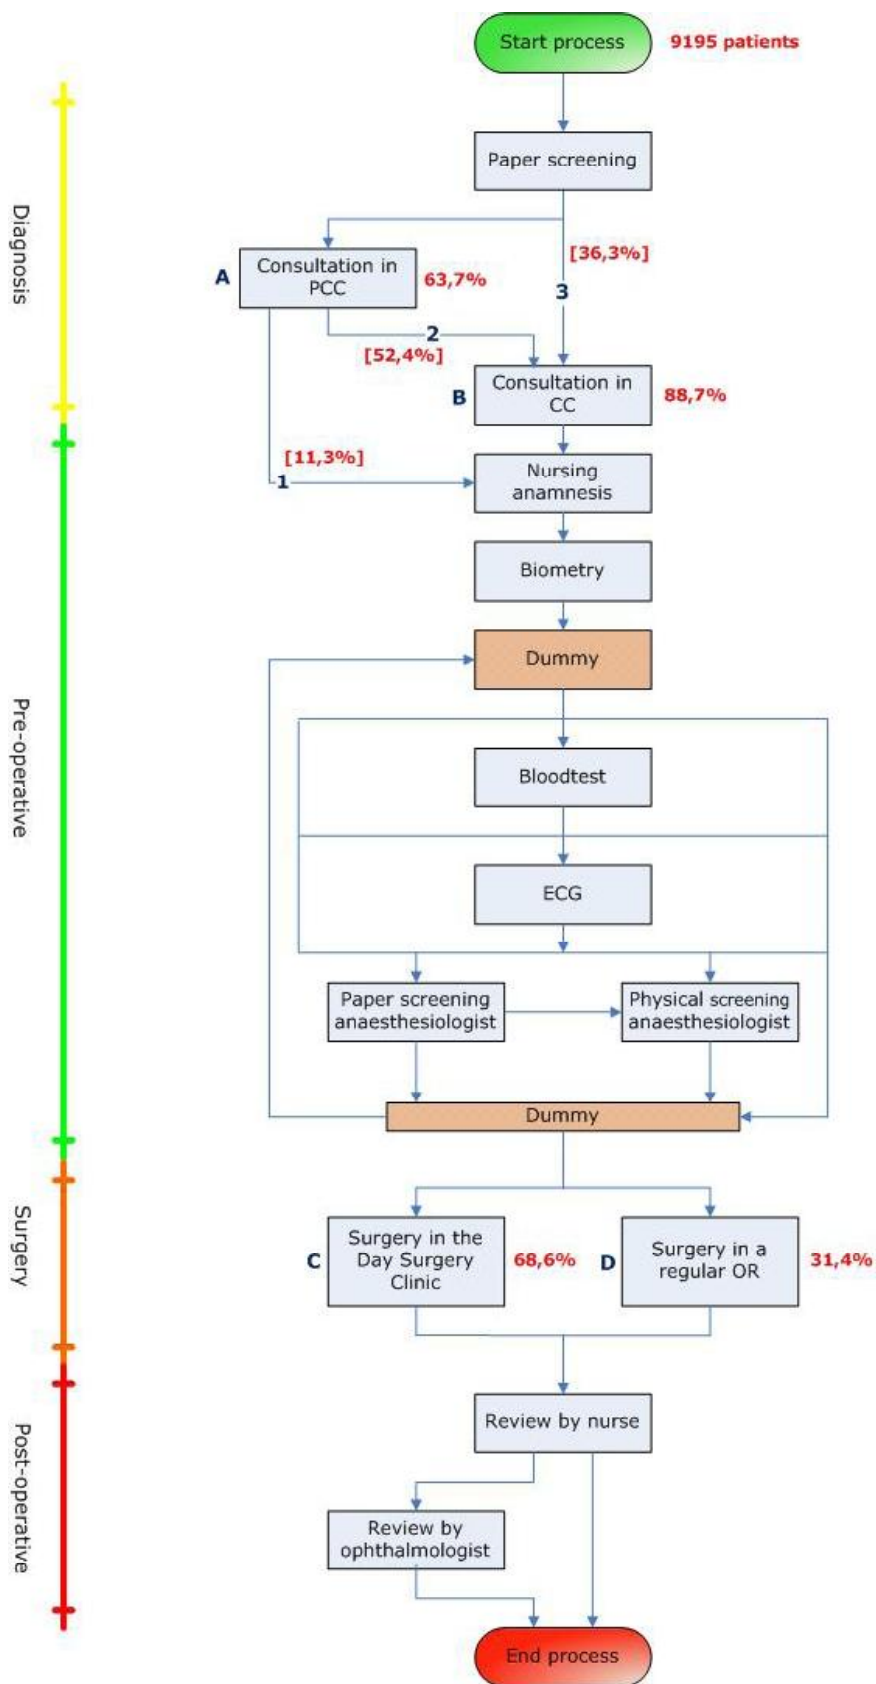 Start process
9195 patients
Paper screening
Diagnosis
[36,3%]
A
Consultation in
PCC
63,7%
3
2
[52,4%]
B
Consultation in
CC
88,7%
[11,3%]
1
Nursing
anamnesis
Biometry
Dummy
Pre-operative
Bloodtest
ECG
Paper screening
anaesthesiologist
Physical screening
anaesthesiologist
Dummy
Surgery
C
Surgery in the
Day Surgery
Clinic
68,6%
D
Surgery in a
regular OR
31,4%
Post-operative
Review by nurse
Review by
ophthalmologist
End process